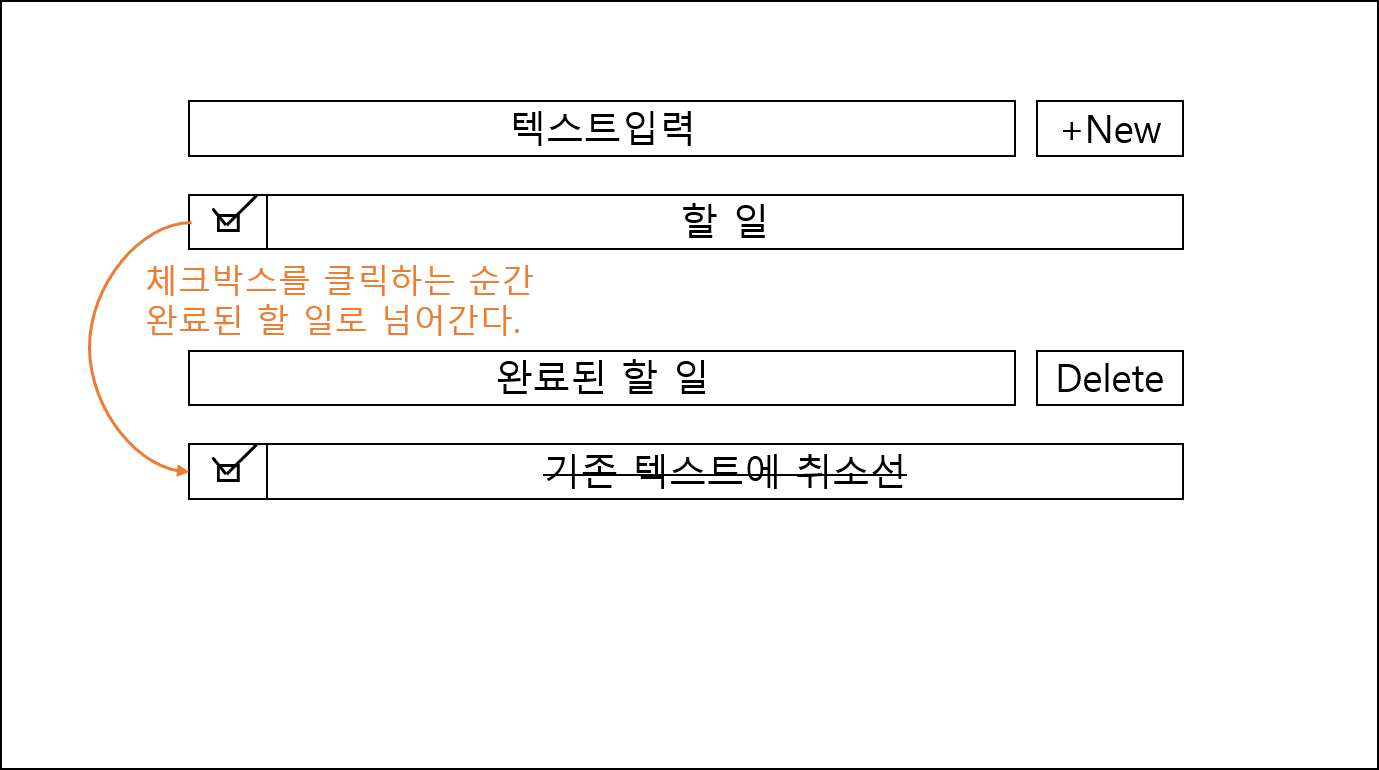 텍스트입력
+New
할 일
체크박스를 클릭하는 순간
완료된 할 일로 넘어간다.
완료된 할 일
Delete
기존 텍스트에 취소선